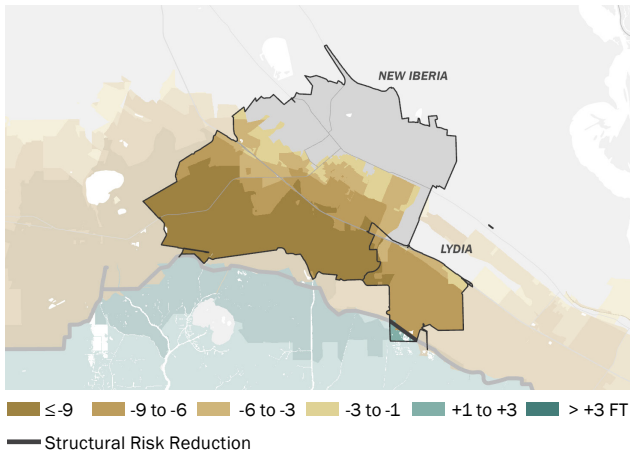 NEW IBERIA
LYDIA
≤ -9 -9 to -6 -6 to -3 -3 to -1 +1 to +3 > +3 FT
Structural Risk Reduction